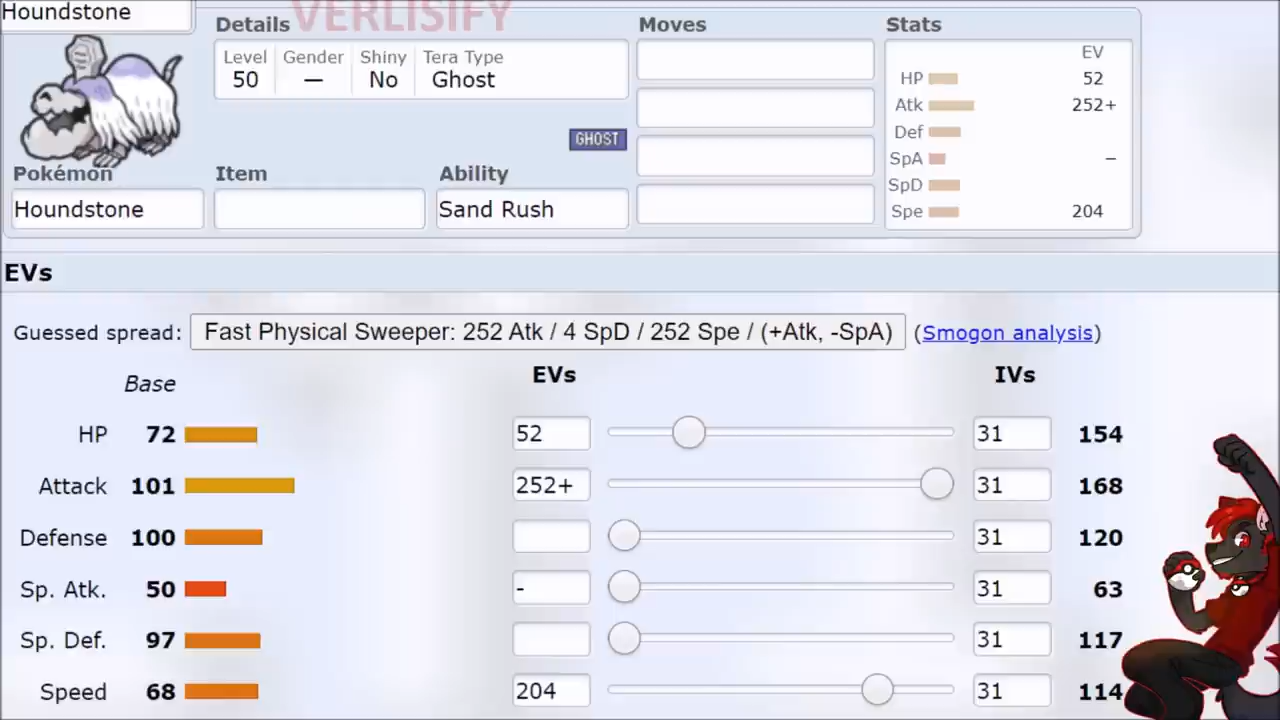 Houndstone
VERLISIFY
Details
Level
50
Gender
—
Shiny
No
Tera Type
Ghost
GHOST
Pokémon
Houndstone
Item
Ability
Sand Rush
Moves
Stats
EV
HP 52
Atk 252+
Def
SpA –
SpD
Spe 204
EVs
Guessed spread: Fast Physical Sweeper: 252 Atk / 4 SpD / 252 Spe / (+Atk, -SpA) (Smogon analysis)
Base EVs IVs
HP 72 52 31 154
Attack 101 252+ 31 168
Defense 100 31 120
Sp. Atk. 50 - 31 63
Sp. Def. 97 31 117
Speed 68 204 31 114